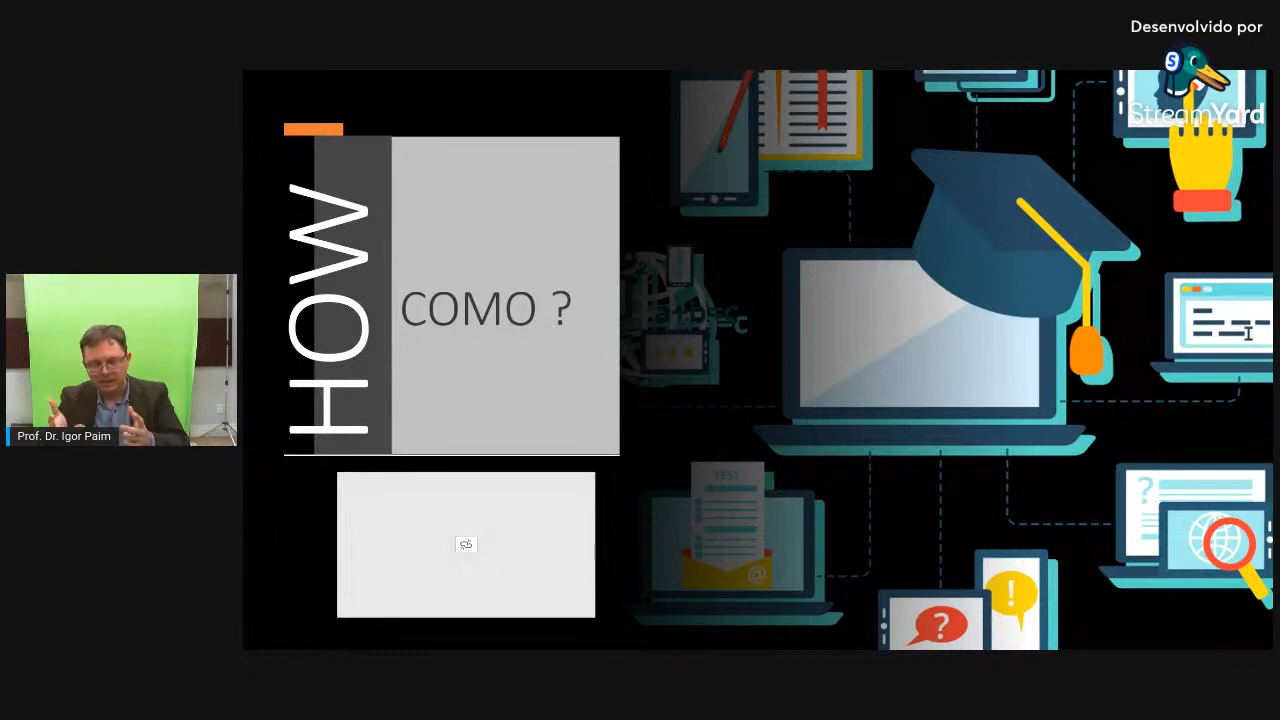 Desenvolvido por
StreamYard
HOW
COMO ?
TEST
@
?
!
?
Prof. Dr. Igor Paim